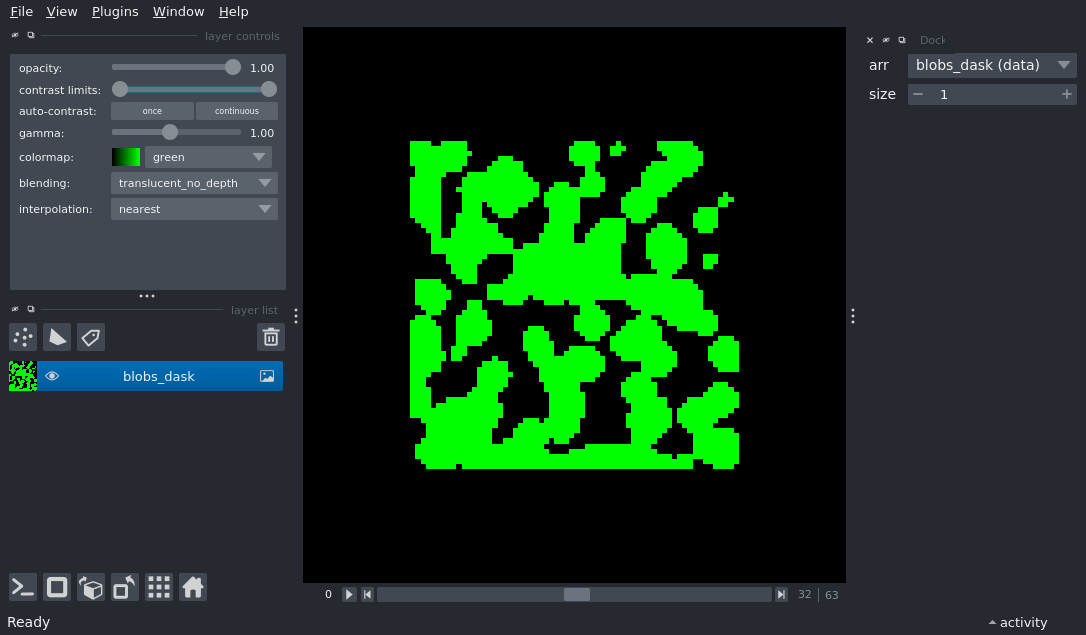 File View Plugins Window Help
layer controls
opacity: 1.00
contrast limits:
auto-contrast: once continuous
gamma: 1.00
colormap: green
blending: translucent_no_depth
interpolation: nearest
layer list
blobs_dask
0 32 63
Ready
Dock
arr blobs_dask (data)
size 1
activity